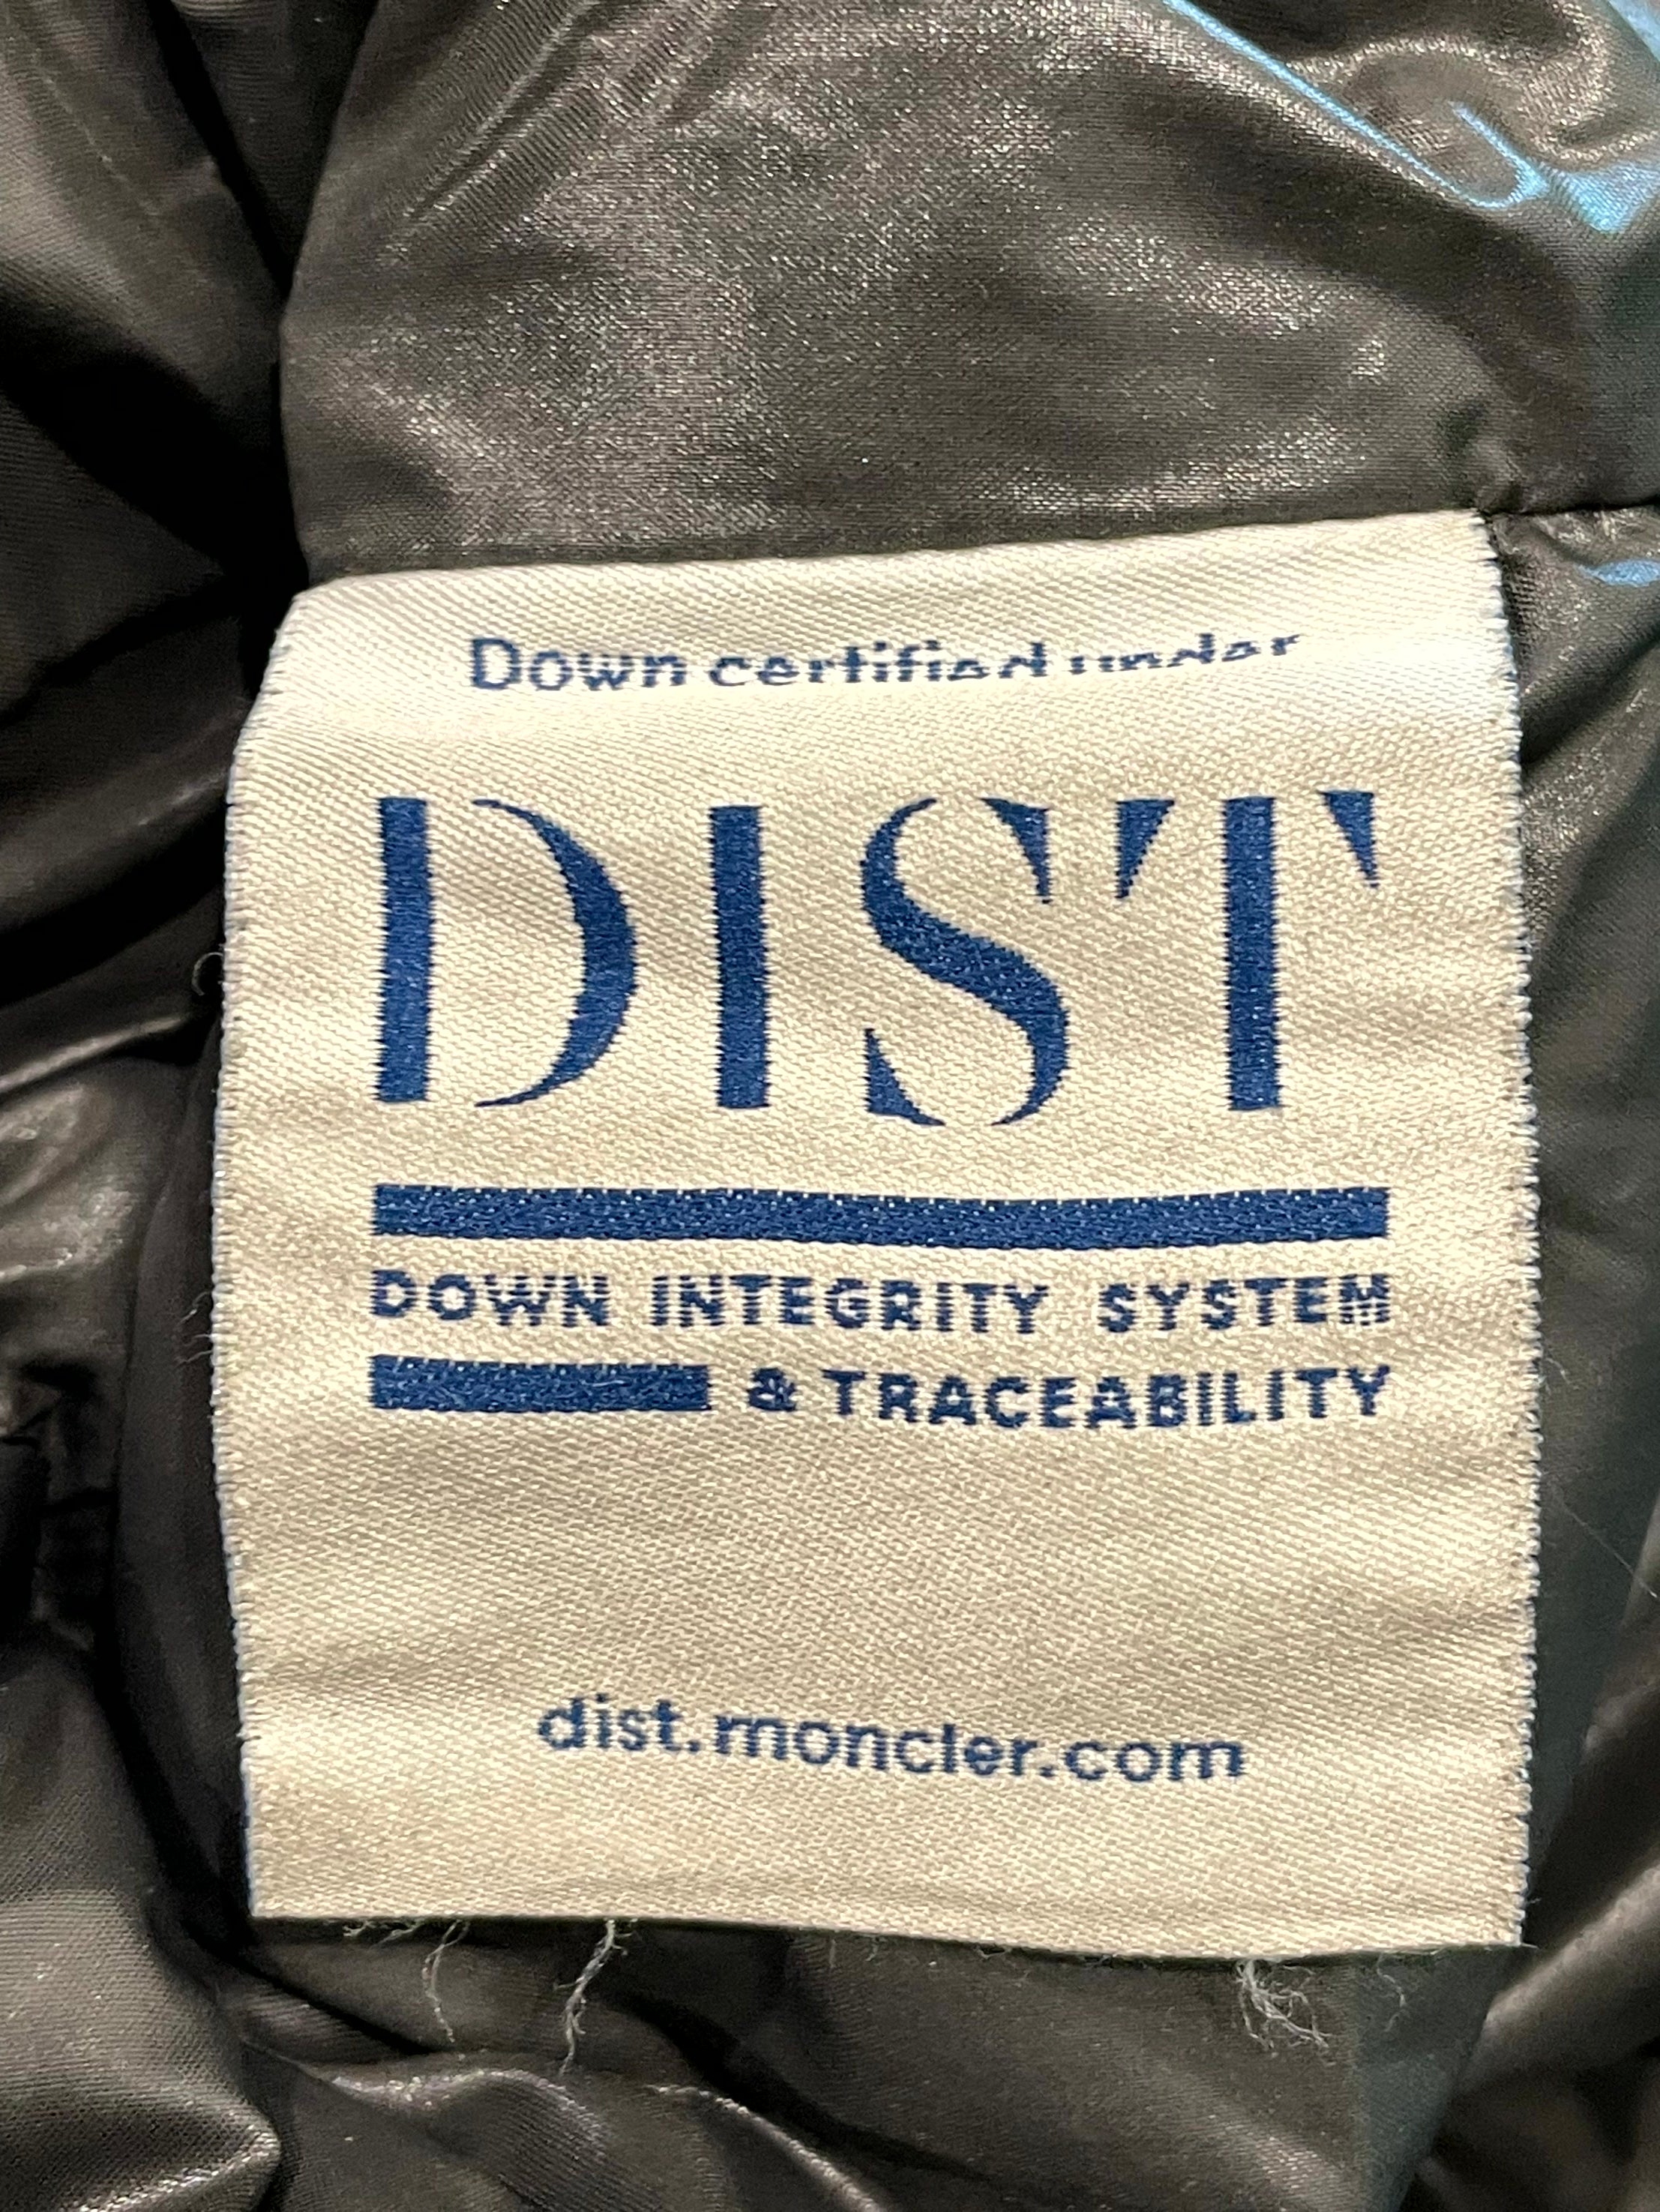 Down certified under
DIST
DOWN INTEGRITY SYSTEM
& TRACEABILITY
dist.moncler.com